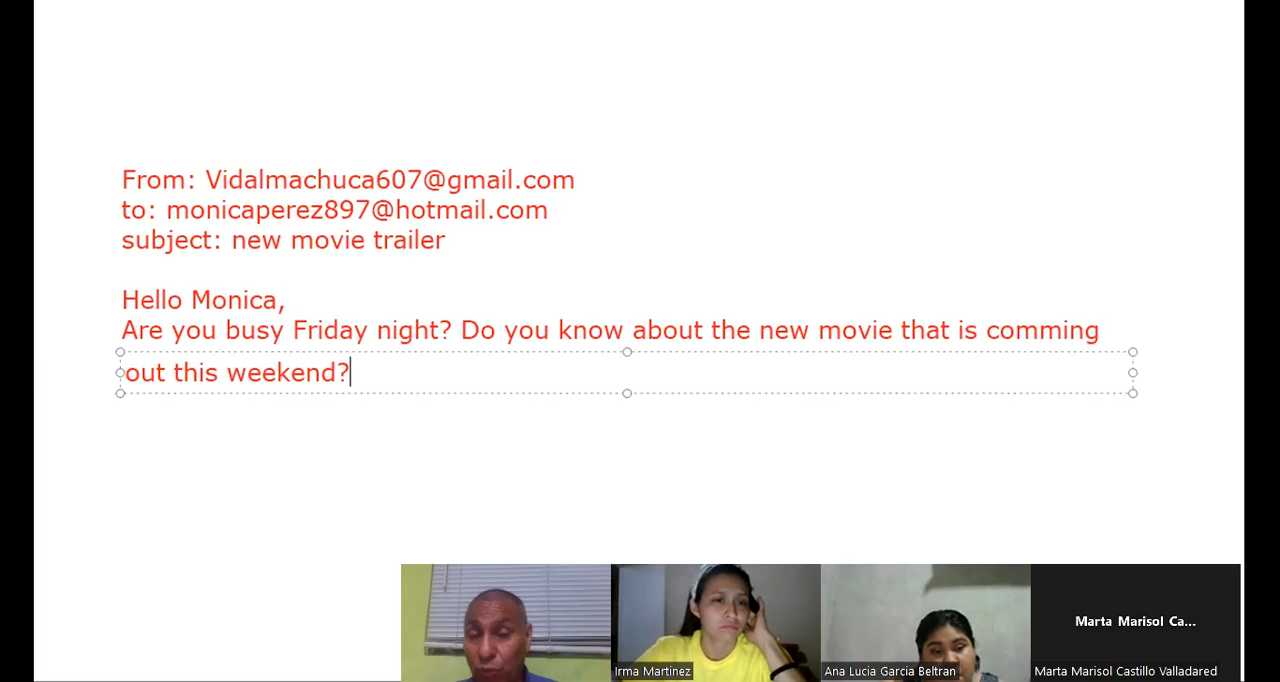 From: Vidalmachuca607@gmail.com
to: monicaperez897@hotmail.com
subject: new movie trailer
Hello Monica,
Are you busy Friday night? Do you know about the new movie that is comming
out this weekend?
Marta Marisol Ca...
Irma Martinez
Ana Lucia Garcia Beltran
Marta Marisol Castillo Valladared